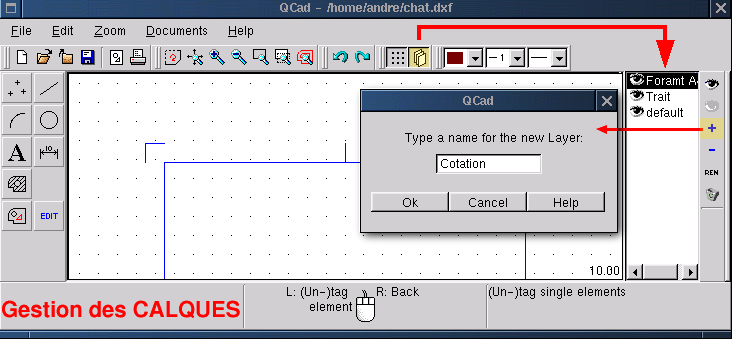 QCad - /home/andre/chat.dxf
File Edit Zoom Documents Help
1
Foramt A
Trait
default
QCad
Type a name for the new Layer:
Cotation
Ok Cancel Help
A
10
EDIT
REN
10.00
Gestion des CALQUES
L: (Un-)tag element
R: Back
(Un-)tag single elements